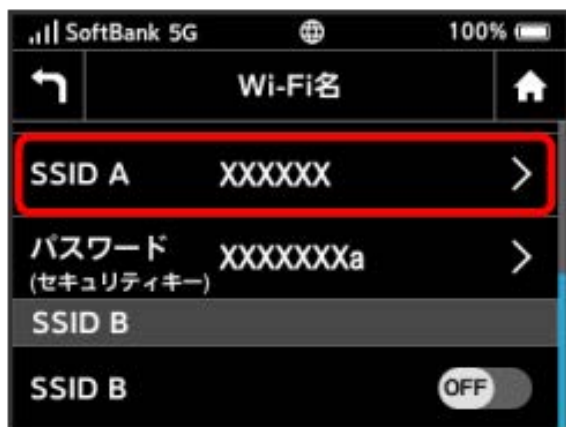 SoftBank 5G 100%
Wi-Fi名
SSID A XXXXXX
パスワード XXXXXXXa
(セキュリティキー)
SSID B
SSID B OFF